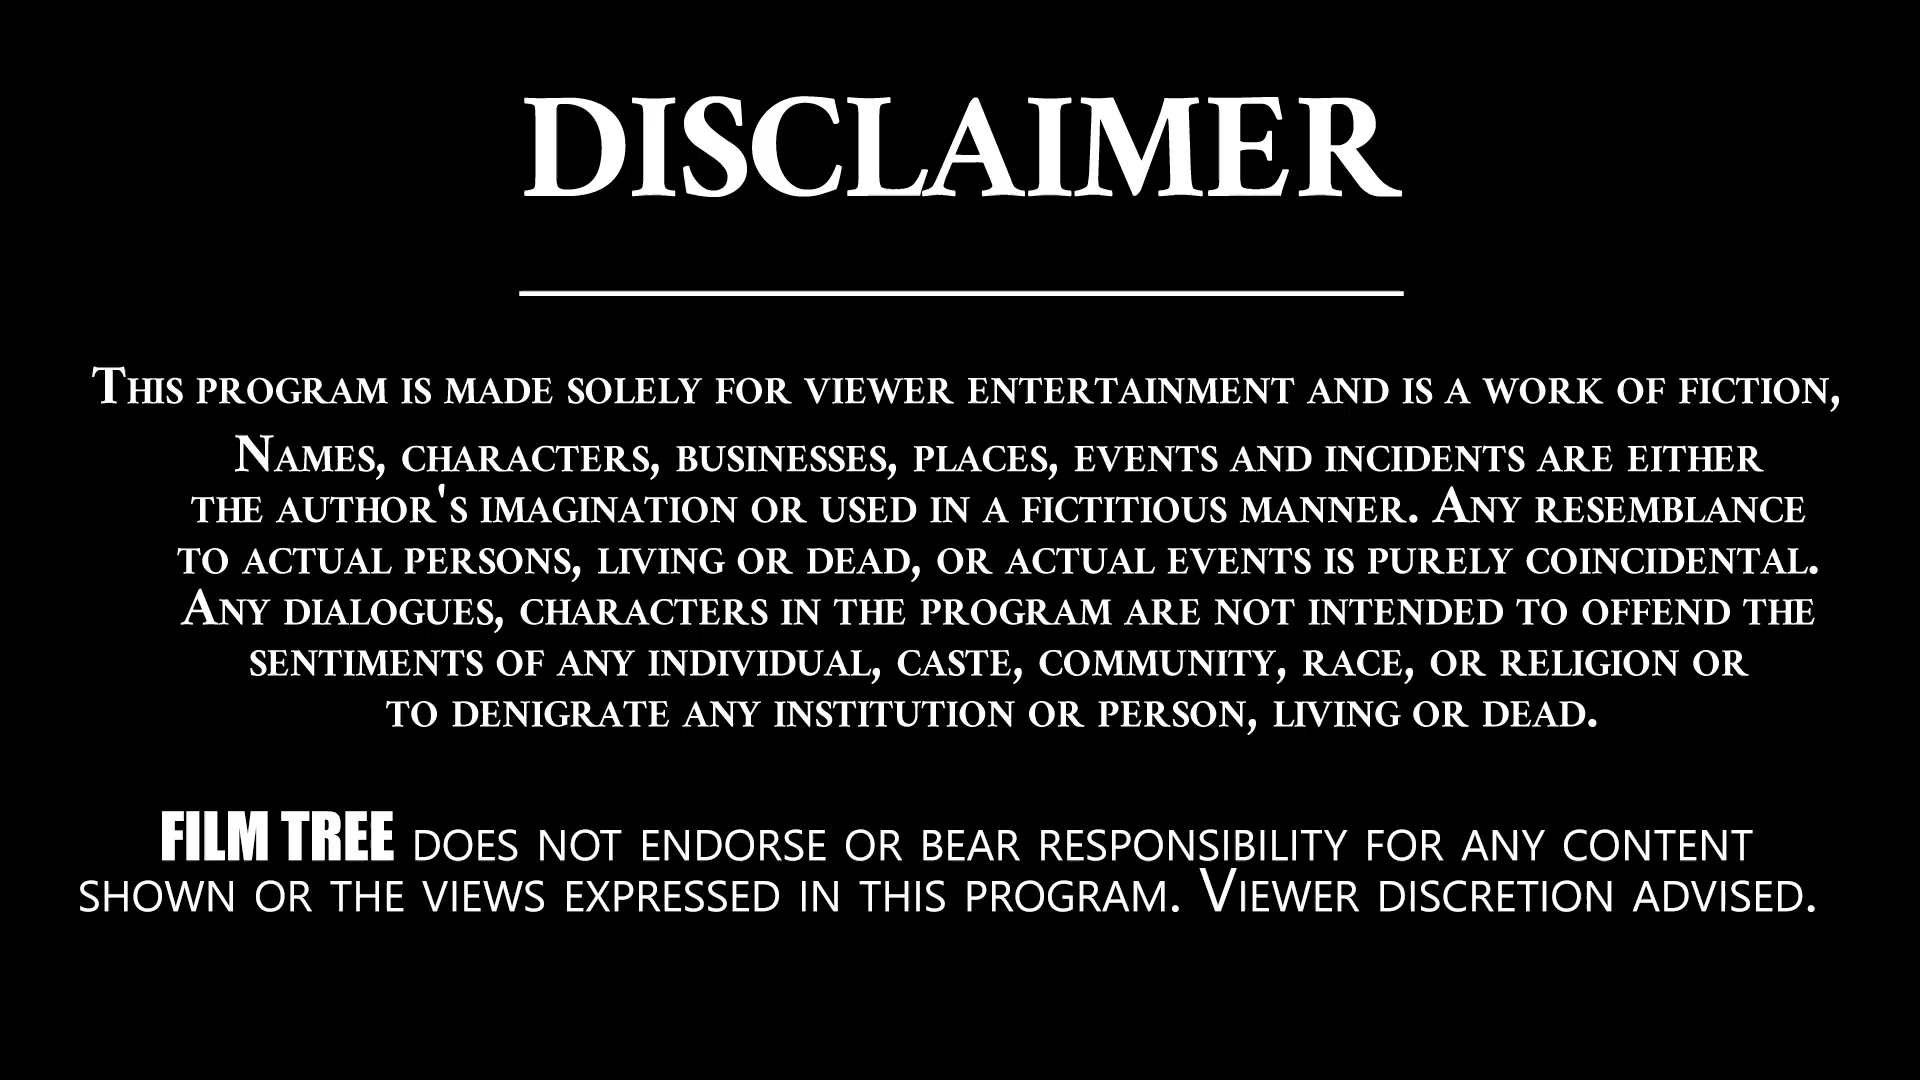 DISCLAIMER
This program is made solely for viewer entertainment and is a work of fiction,
Names, characters, businesses, places, events and incidents are either
the author's imagination or used in a fictitious manner. Any resemblance
to actual persons, living or dead, or actual events is purely coincidental.
Any dialogues, characters in the program are not intended to offend the
sentiments of any individual, caste, community, race, or religion or
to denigrate any institution or person, living or dead.
FILM TREE does not endorse or bear responsibility for any content
shown or the views expressed in this program. Viewer discretion advised.